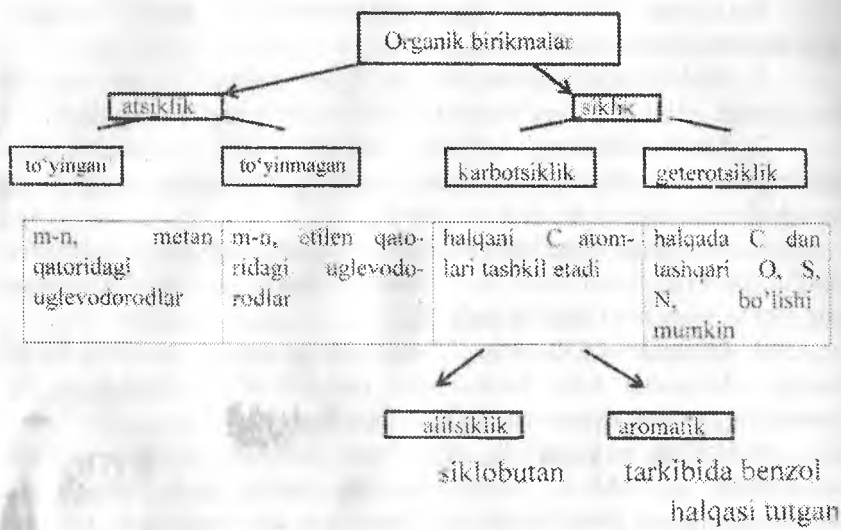 Organik birikmalar
atsiklik
siklik
to‘yingan
to‘yinmagan
karbotsiklik
geterotsiklik
m-n, metan
qatoridagi
uglevodorodlar
m-n, etilen qato-
ridagi uglevodo-
rodlar
halqani C atom-
lari tashkil etadi
halqada C dan
tashqari O, S,
N, bo’lishi
mumkin
alitsiklik
aromatik
siklobutan
tarkibida benzol
halqasi tutgan